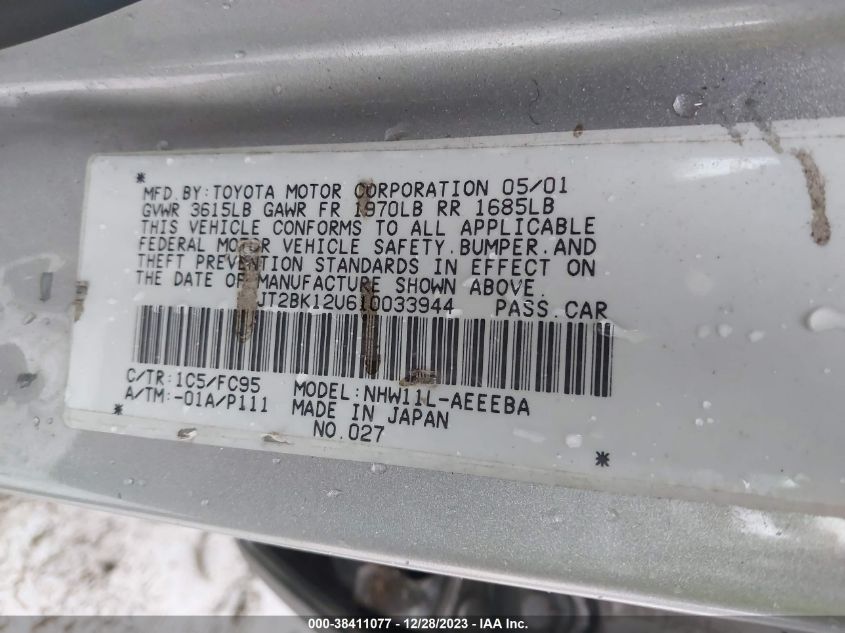 *
MFD.BY:TOYOTA MOTOR CORPORATION 05/01
GVWR 3615LB GAWR FR 1970LB RR 1685LB
THIS VEHICLE CONFORMS TO ALL APPLICABLE
FEDERAL MOTOR VEHICLE SAFETY,BUMPER,AND
THEFT PREVENTION STANDARDS IN EFFECT ON
THE DATE OF MANUFACTURE SHOWN ABOVE.
JT2BK12U610033944 PASS.CAR
C/TR:1C5/FC95 MODEL:NHW11L-AEEEBA
A/TM:-01A/P111 MADE IN JAPAN
* NO.027 *
000-38411077 - 12/28/2023 - IAA Inc.